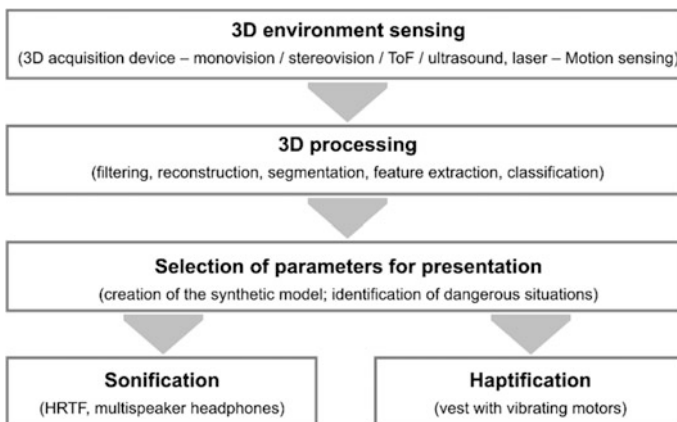 3D environment sensing
(3D acquisition device – monovision / stereovision / ToF / ultrasound, laser – Motion sensing)
3D processing
(filtering, reconstruction, segmentation, feature extraction, classification)
Selection of parameters for presentation
(creation of the synthetic model; identification of dangerous situations)
Sonification
(HRTF, multispeaker headphones)
Haptification
(vest with vibrating motors)